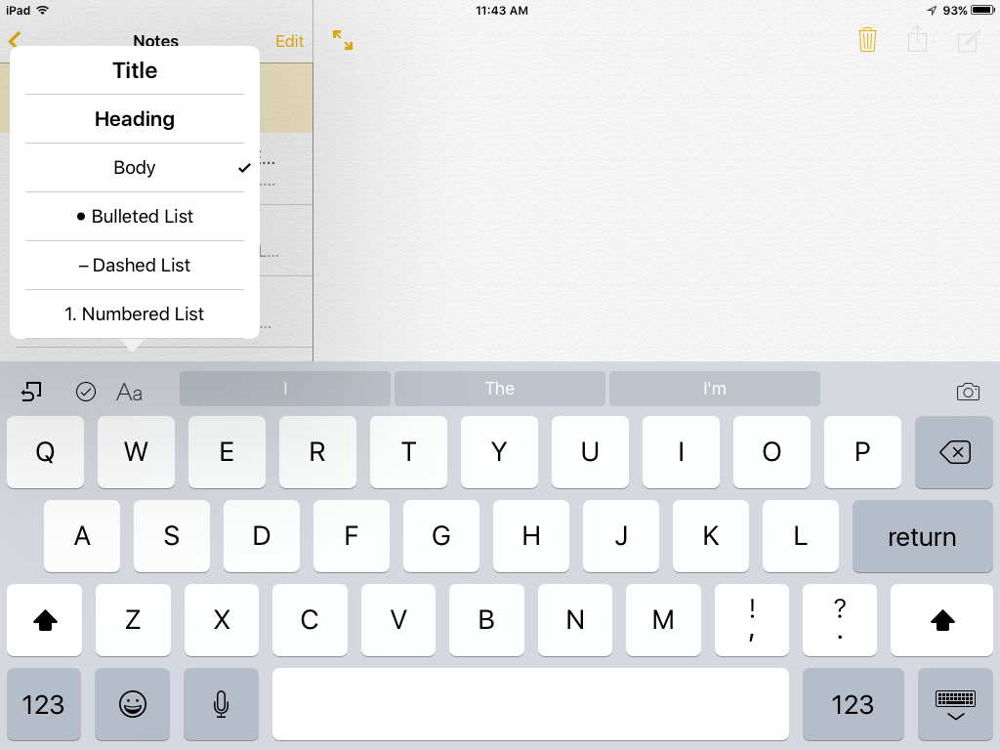 iPad 11:43 AM 93%
Notes Edit
Title
Heading
Body
• Bulleted List
– Dashed List
1. Numbered List
E...
....
L...
...
Aa I The I'm
Q W E R T Y U I O P
A S D F G H J K L return
Z X C V B N M ! , ? .
123 123